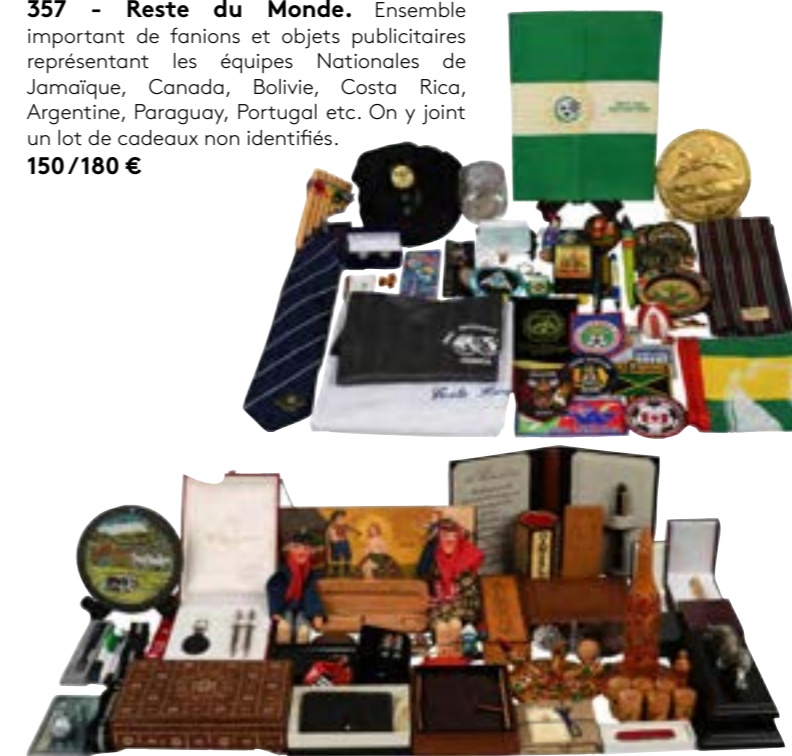 357 - Reste du Monde. Ensemble
important de fanions et objets publicitaires
représentant les équipes Nationales de
Jamaïque, Canada, Bolivie, Costa Rica,
Argentine, Paraguay, Portugal etc. On y joint
un lot de cadeaux non identifiés.
150/180 €